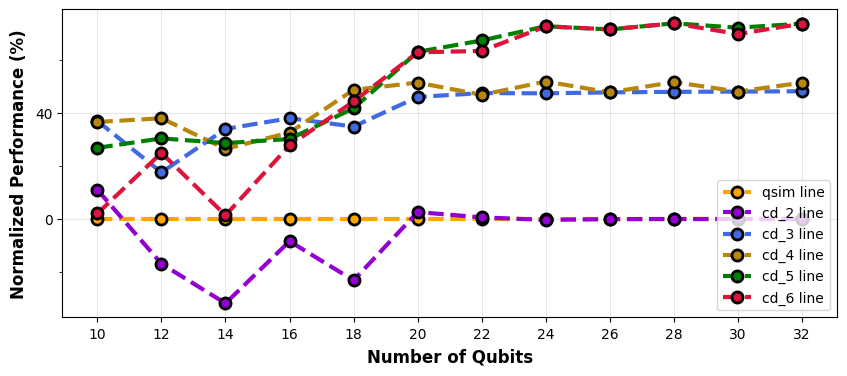 Normalized Performance (%)
40
0
10 12 14 16 18 20 22 24 26 28 30 32
Number of Qubits
qsim line
cd_2 line
cd_3 line
cd_4 line
cd_5 line
cd_6 line